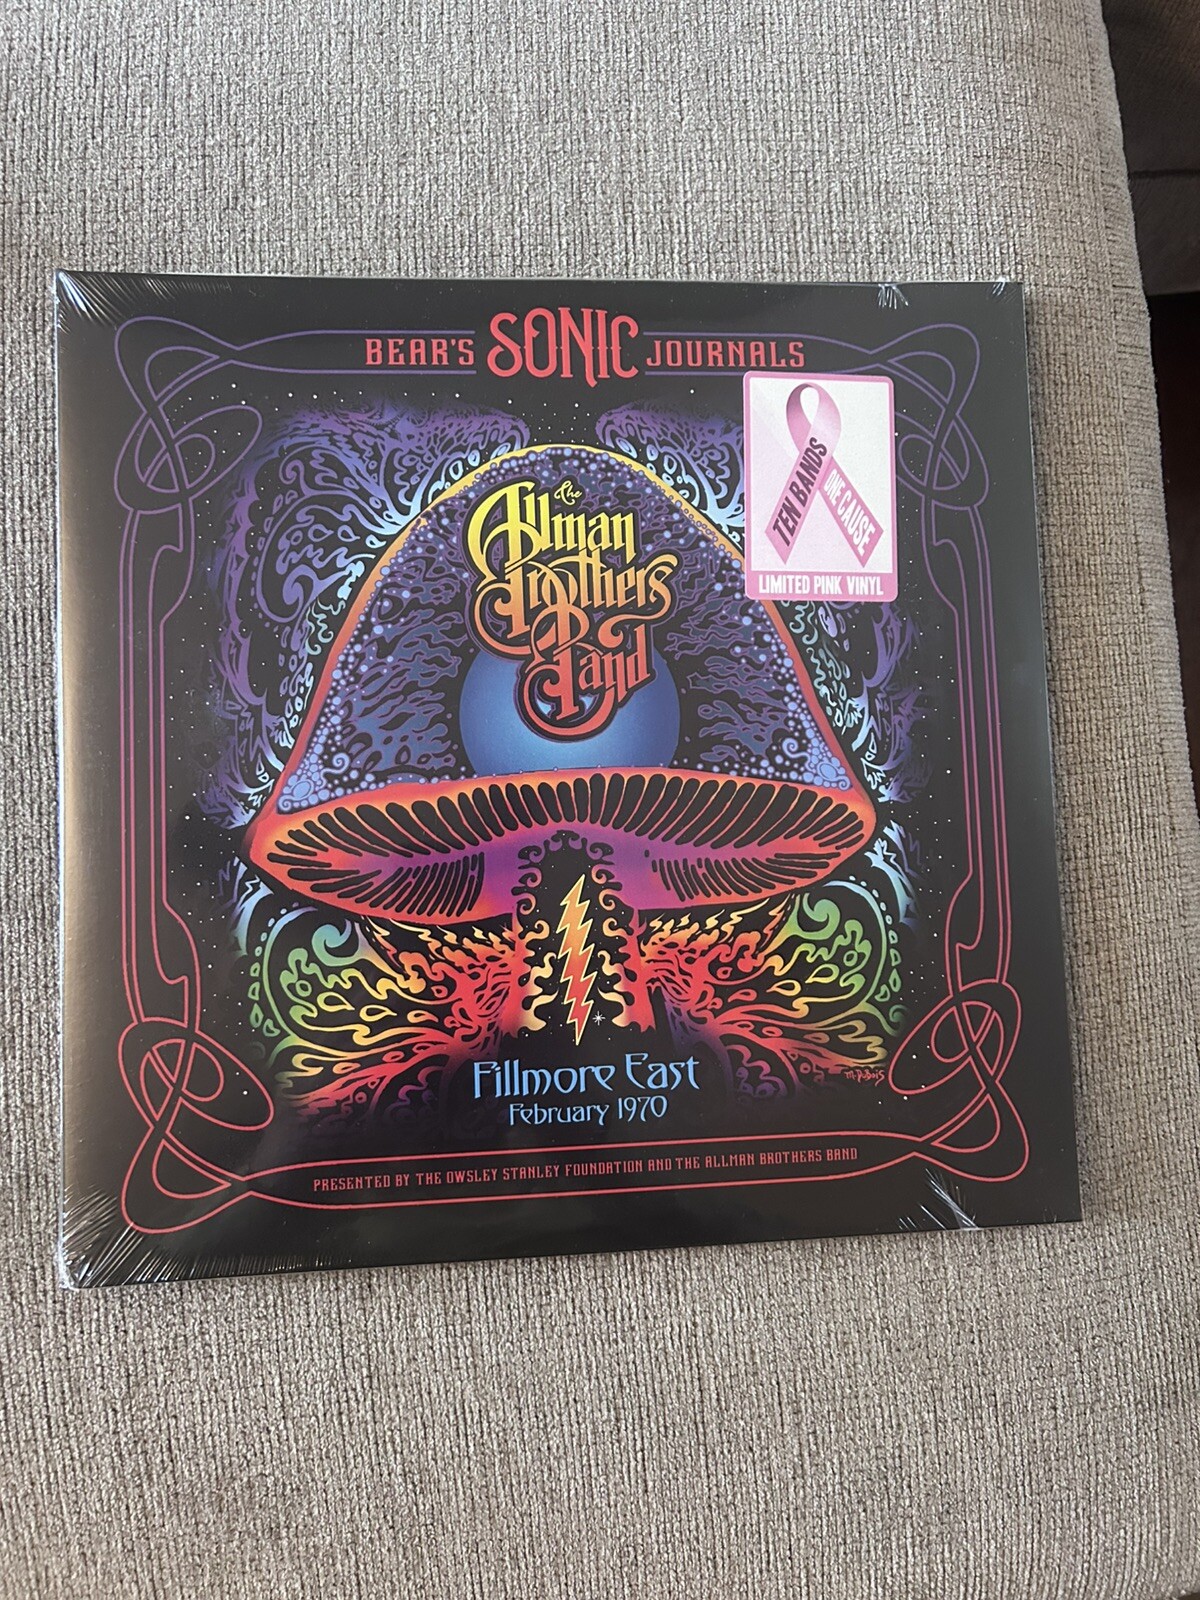 BEAR'S SONIC JOURNALS
TEN BANDS
ONE CAUSE
LIMITED PINK VINYL
The
Allman
Brothers
Band
Fillmore East
February 1970
M. DuBois
PRESENTED BY THE OWSLEY STANLEY FOUNDATION AND THE ALLMAN BROTHERS BAND